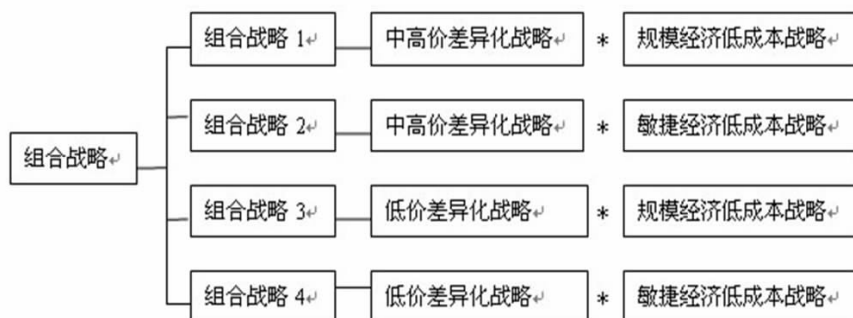 组合战略 1 中高价差异化战略 * 规模经济低成本战略
组合战略 2 中高价差异化战略 * 敏捷经济低成本战略
组合战略
组合战略 3 低价差异化战略 * 规模经济低成本战略
组合战略 4 低价差异化战略 * 敏捷经济低成本战略